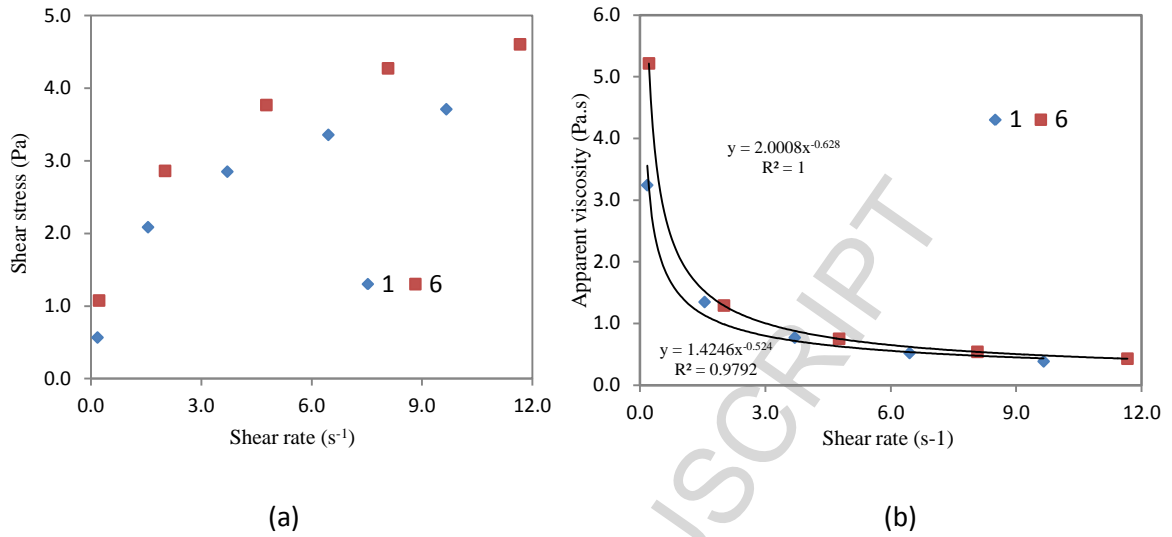 5.0
4.0
3.0
2.0
1.0
0.0
Shear stress (Pa)
1 6
0.0 3.0 6.0 9.0 12.0
Shear rate (s-1)
(a)
6.0
5.0
4.0
3.0
2.0
1.0
0.0
Apparent viscosity (Pa.s)
1 6
y = 2.0008x-0.628
R² = 1
y = 1.4246x-0.524
R² = 0.9792
0.0 3.0 6.0 9.0 12.0
Shear rate (s-1)
(b)
USCRIPT